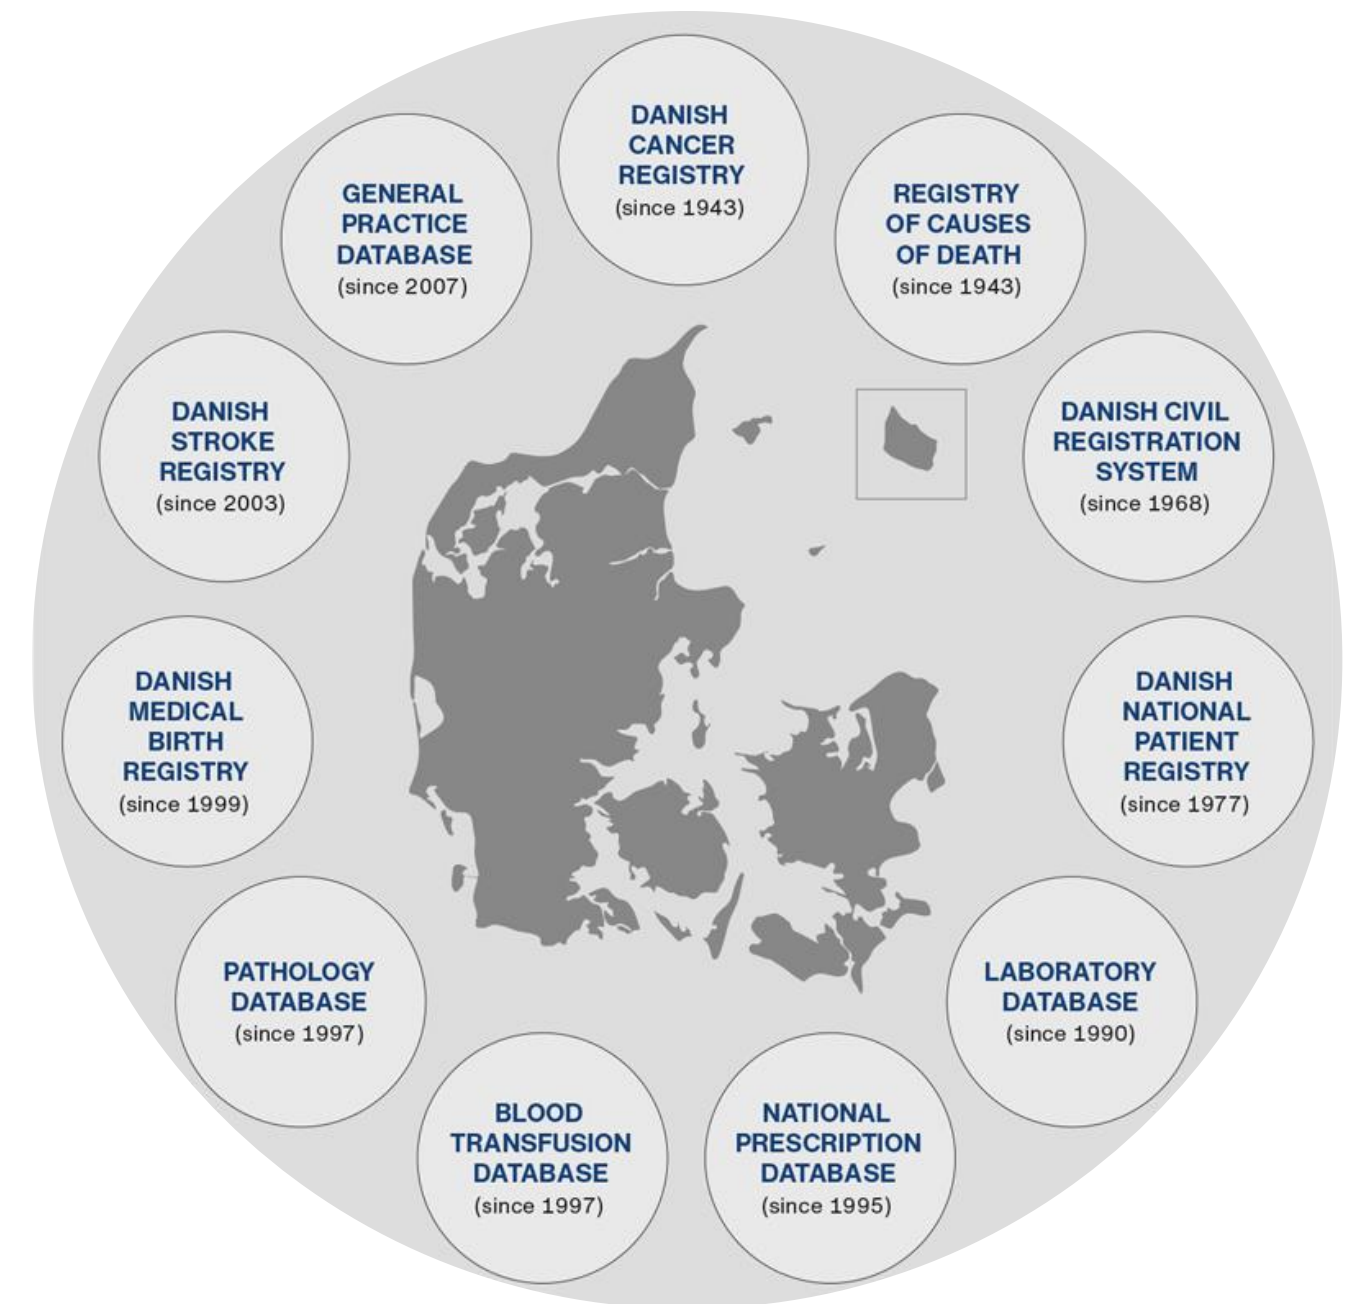 DANISH
CANCER
REGISTRY
(since 1943)
REGISTRY
OF CAUSES
OF DEATH
(since 1943)
DANISH CIVIL
REGISTRATION
SYSTEM
(since 1968)
DANISH
NATIONAL
PATIENT
REGISTRY
(since 1977)
LABORATORY
DATABASE
(since 1990)
NATIONAL
PRESCRIPTION
DATABASE
(since 1995)
BLOOD
TRANSFUSION
DATABASE
(since 1997)
PATHOLOGY
DATABASE
(since 1997)
DANISH
MEDICAL
BIRTH
REGISTRY
(since 1999)
DANISH
STROKE
REGISTRY
(since 2003)
GENERAL
PRACTICE
DATABASE
(since 2007)